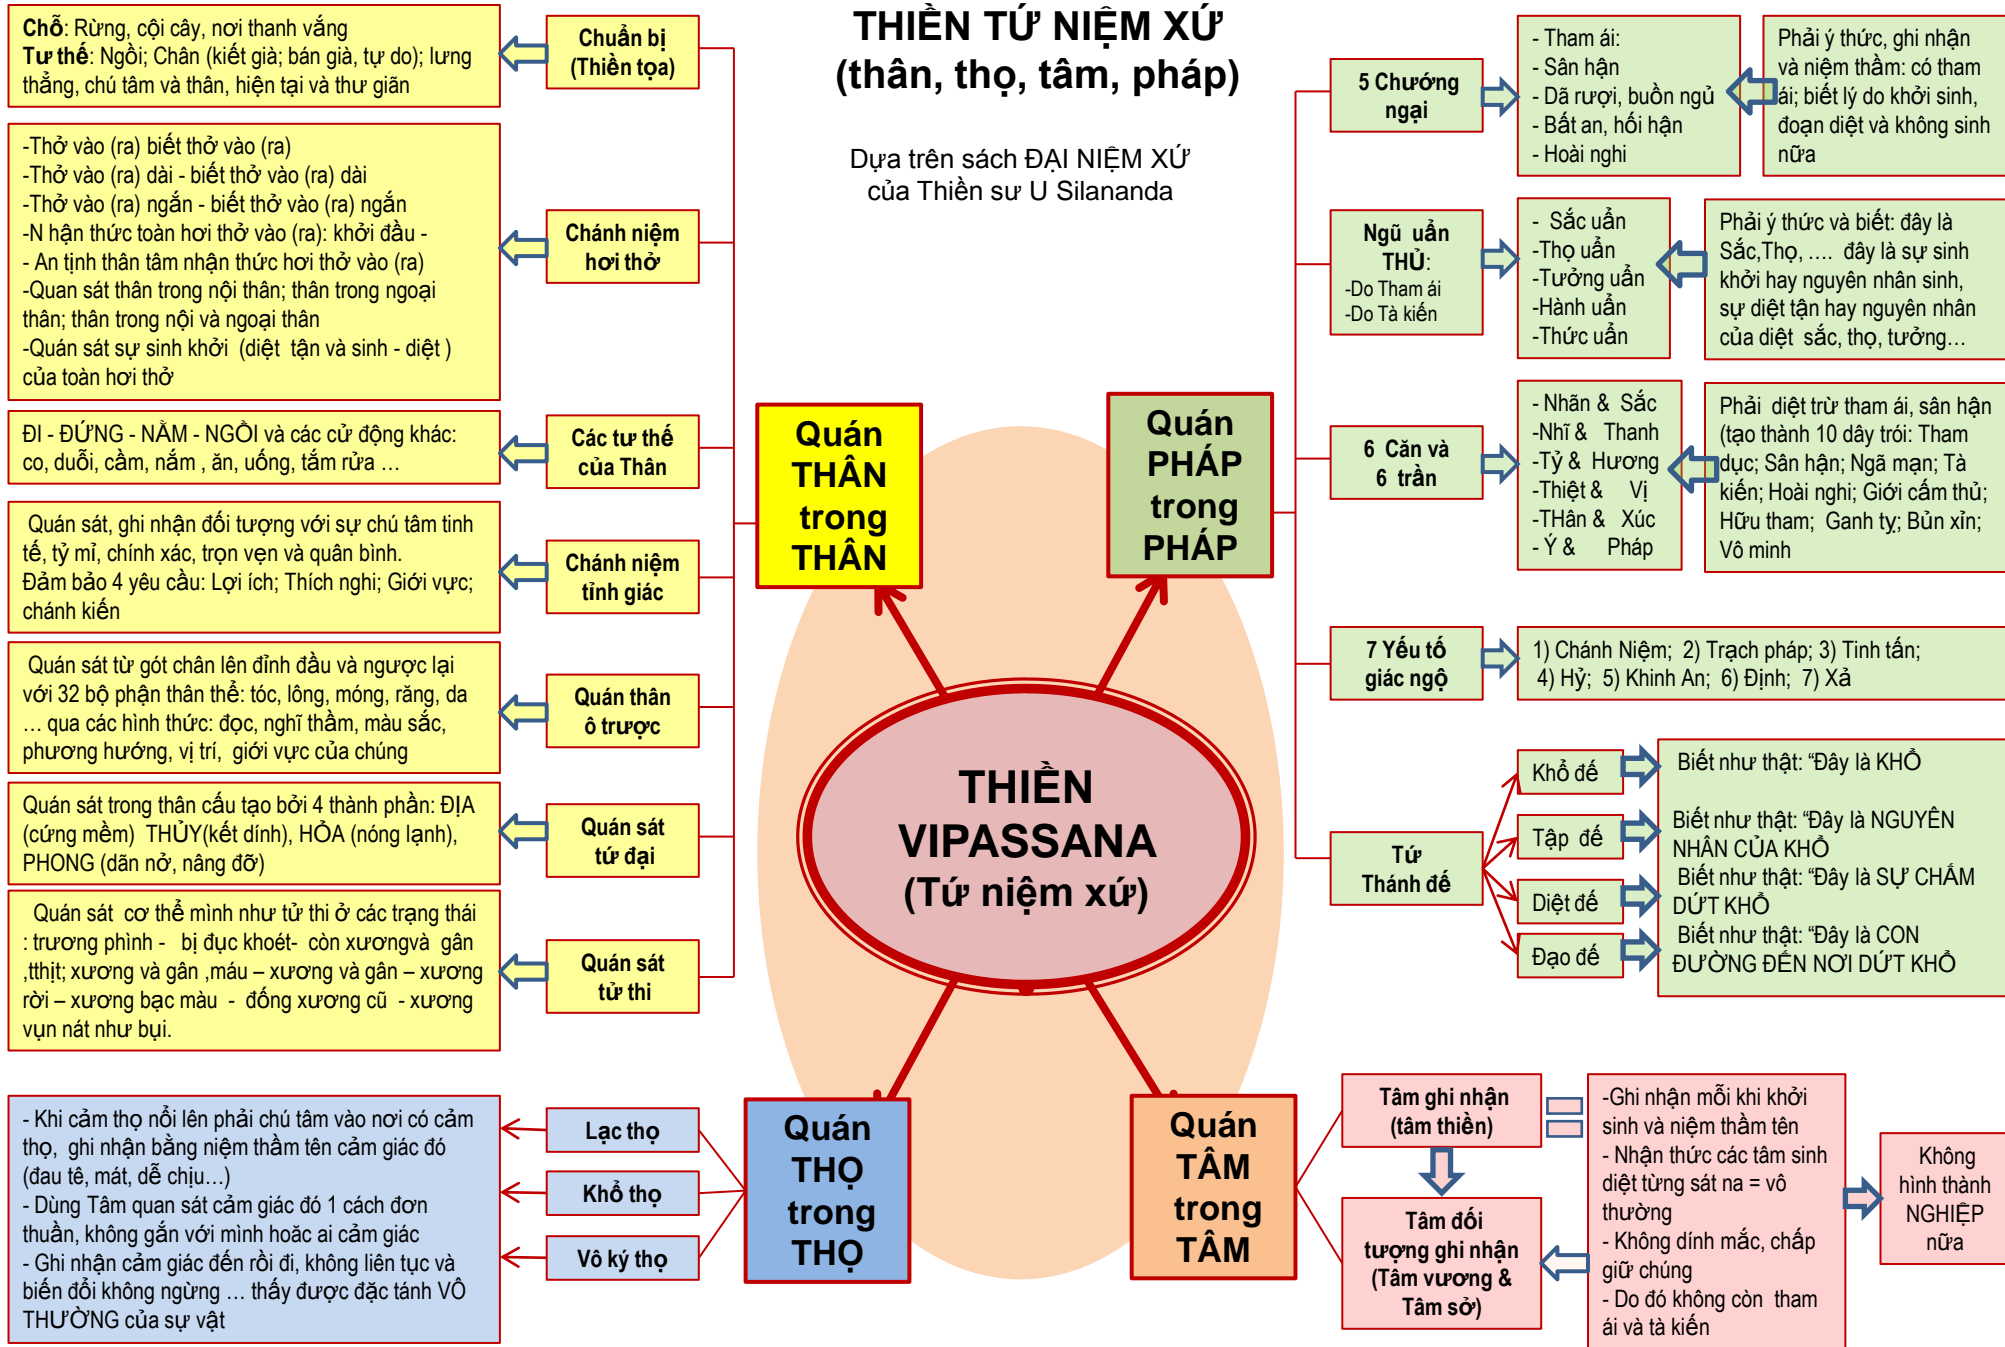 THIỀN TỨ NIỆM XỨ
(thân, thọ, tâm, pháp)
Dựa trên sách ĐẠI NIỆM XỨ
của Thiền sư U Silananda
Chỗ: Rừng, cội cây, nơi thanh vắng
Tư thế: Ngồi; Chân (kiết già; bán già, tự do); lưng
thẳng, chú tâm và thân, hiện tại và thư giãn
Chuẩn bị
(Thiền tọa)
-Thở vào (ra) biết thở vào (ra)
-Thở vào (ra) dài - biết thở vào (ra) dài
-Thở vào (ra) ngắn - biết thở vào (ra) ngắn
-N hận thức toàn hơi thở vào (ra): khởi đầu -
- An tịnh thân tâm nhận thức hơi thở vào (ra)
-Quan sát thân trong nội thân; thân trong ngoại
thân; thân trong nội và ngoại thân
-Quán sát sự sinh khởi (diệt tận và sinh - diệt )
của toàn hơi thở
Chánh niệm
hơi thở
ĐI - ĐỨNG - NẰM - NGỒI và các cử động khác:
co, duỗi, cầm, nắm , ăn, uống, tắm rửa …
Các tư thế
của Thân
Quán sát, ghi nhận đối tượng với sự chú tâm tinh
tế, tỷ mỉ, chính xác, trọn vẹn và quân bình.
Đảm bảo 4 yêu cầu: Lợi ích; Thích nghi; Giới vực;
chánh kiến
Chánh niệm
tỉnh giác
Quán sát từ gót chân lên đỉnh đầu và ngược lại
với 32 bộ phận thân thể: tóc, lông, móng, răng, da
… qua các hình thức: đọc, nghĩ thầm, màu sắc,
phương hướng, vị trí, giới vực của chúng
Quán thân
ô trược
Quán sát trong thân cấu tạo bởi 4 thành phần: ĐỊA
(cứng mềm) THỦY(kết dính), HỎA (nóng lạnh),
PHONG (dãn nở, nâng đỡ)
Quán sát
tứ đại
Quán sát cơ thể mình như tử thi ở các trạng thái
: trương phình - bị đục khoét- còn xươngvà gân
,tthịt; xương và gân ,máu – xương và gân – xương
rời – xương bạc màu - đống xương cũ - xương
vụn nát như bụi.
Quán sát
tử thi
Quán
THÂN
trong
THÂN
Quán
PHÁP
trong
PHÁP
THIỀN
VIPASSANA
(Tứ niệm xứ)
Quán
THỌ
trong
THỌ
Quán
TÂM
trong
TÂM
- Khi cảm thọ nổi lên phải chú tâm vào nơi có cảm
thọ, ghi nhận bằng niệm thầm tên cảm giác đó
(đau tê, mát, dễ chịu…)
- Dùng Tâm quan sát cảm giác đó 1 cách đơn
thuần, không gắn với mình hoăc ai cảm giác
- Ghi nhận cảm giác đến rồi đi, không liên tục và
biến đổi không ngừng … thấy được đặc tánh VÔ
THƯỜNG của sự vật
Lạc thọ
Khổ thọ
Vô ký thọ
5 Chướng
ngại
- Tham ái:
- Sân hận
- Dã rượi, buồn ngủ
- Bất an, hối hận
- Hoài nghi
Phải ý thức, ghi nhận
và niệm thầm: có tham
ái; biết lý do khởi sinh,
đoạn diệt và không sinh
nữa
Ngũ uẩn
THỦ:
-Do Tham ái
-Do Tà kiến
- Sắc uẩn
-Thọ uẩn
-Tưởng uẩn
-Hành uẩn
-Thức uẩn
Phải ý thức và biết: đây là
Sắc,Thọ, …. đây là sự sinh
khởi hay nguyên nhân sinh,
sự diệt tận hay nguyên nhân
của diệt sắc, thọ, tưởng…
6 Căn và
6 trần
- Nhãn & Sắc
-Nhĩ & Thanh
-Tỷ & Hương
-Thiệt & Vị
-THân & Xúc
- Ý & Pháp
Phải diệt trừ tham ái, sân hận
(tạo thành 10 dây trói: Tham
dục; Sân hận; Ngã mạn; Tà
kiến; Hoài nghi; Giới cấm thủ;
Hữu tham; Ganh tỵ; Bủn xỉn;
Vô minh
7 Yếu tố
giác ngộ
1) Chánh Niệm; 2) Trạch pháp; 3) Tinh tấn;
4) Hỷ; 5) Khinh An; 6) Định; 7) Xả
Tứ
Thánh đế
Khổ đế
Tập đế
Diệt đế
Đạo đế
Biết như thật: “Đây là KHỔ
Biết như thật: “Đây là NGUYÊN
NHÂN CỦA KHỔ
Biết như thật: “Đây là SỰ CHẤM
DỨT KHỔ
Biết như thật: “Đây là CON
ĐƯỜNG ĐẾN NƠI DỨT KHỔ
Tâm ghi nhận
(tâm thiền)
Tâm đối
tượng ghi nhận
(Tâm vương &
Tâm sở)
-Ghi nhận mỗi khi khởi
sinh và niệm thầm tên
- Nhận thức các tâm sinh
diệt từng sát na = vô
thường
- Không dính mắc, chấp
giữ chúng
- Do đó không còn tham
ái và tà kiến
Không
hình thành
NGHIỆP
nữa